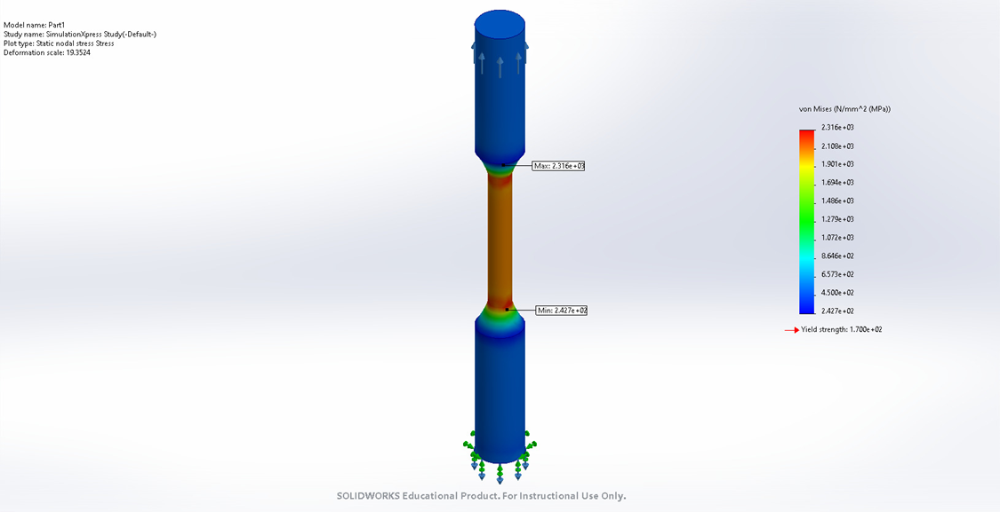 Model name: Part1
Study name: SimulationXpress Study(-Default-)
Plot type: Static nodal stress Stress
Deformation scale: 19.3524
von Mises (N/mm^2 (MPa))
2.316e+03
2.108e+03
1.901e+03
1.694e+03
1.486e+03
1.279e+03
1.072e+03
8.646e+02
6.573e+02
4.500e+02
2.427e+02
Yield strength: 1.700e+02
Max: 2.316e+03
Min: 2.427e+02
SOLIDWORKS Educational Product. For Instructional Use Only.